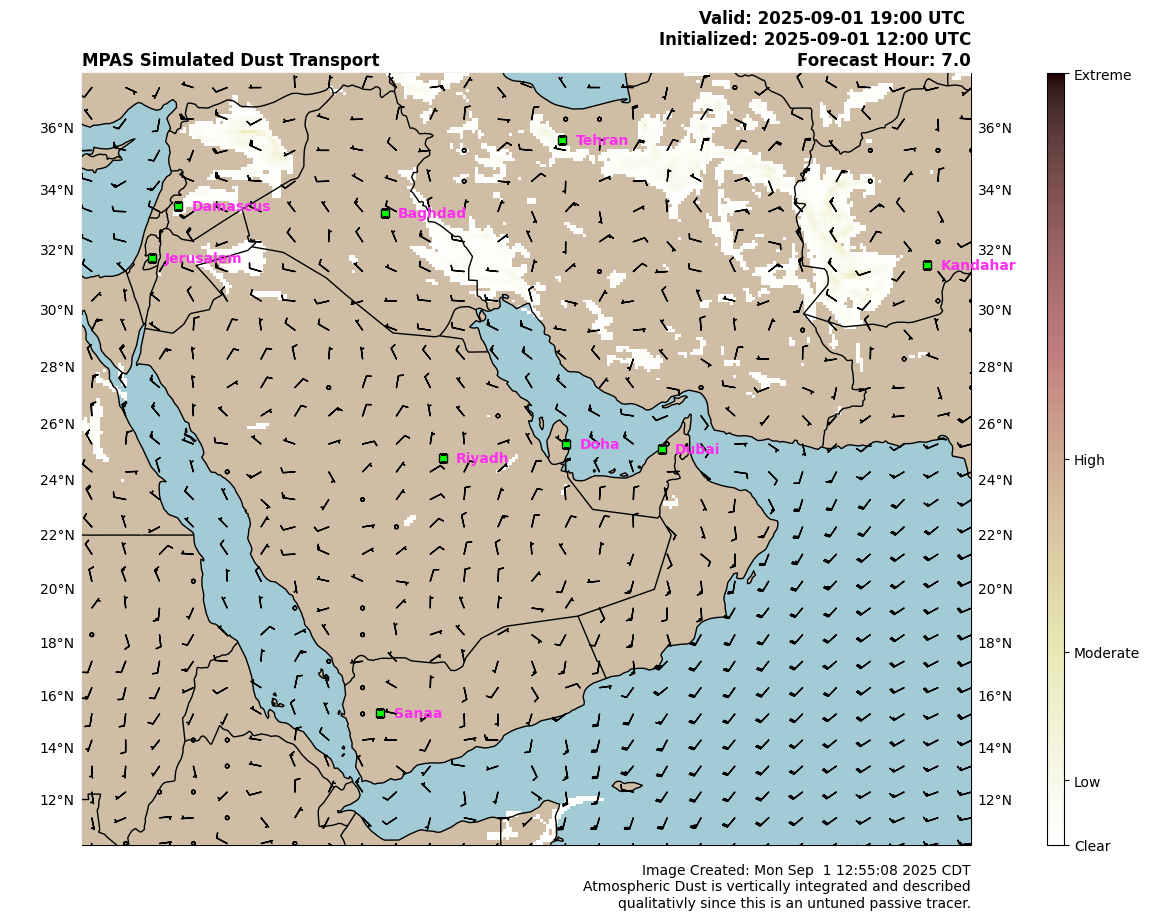 Valid: 2025-09-01 19:00 UTC
Initialized: 2025-09-01 12:00 UTC
MPAS Simulated Dust Transport Forecast Hour: 7.0
Extreme
36°N Tehran 36°N
34°N Damascus Baghdad 34°N
32°N Jerusalem 32°N Kandahar
30°N 30°N
28°N 28°N
26°N Doha Dubai 26°N
Riyadh High
24°N 24°N
22°N 22°N
20°N 20°N
18°N 18°N Moderate
16°N Sanaa 16°N
14°N 14°N Low
12°N 12°N
Clear
Image Created: Mon Sep  1 12:55:08 2025 CDT
Atmospheric Dust is vertically integrated and described
qualitativly since this is an untuned passive tracer.